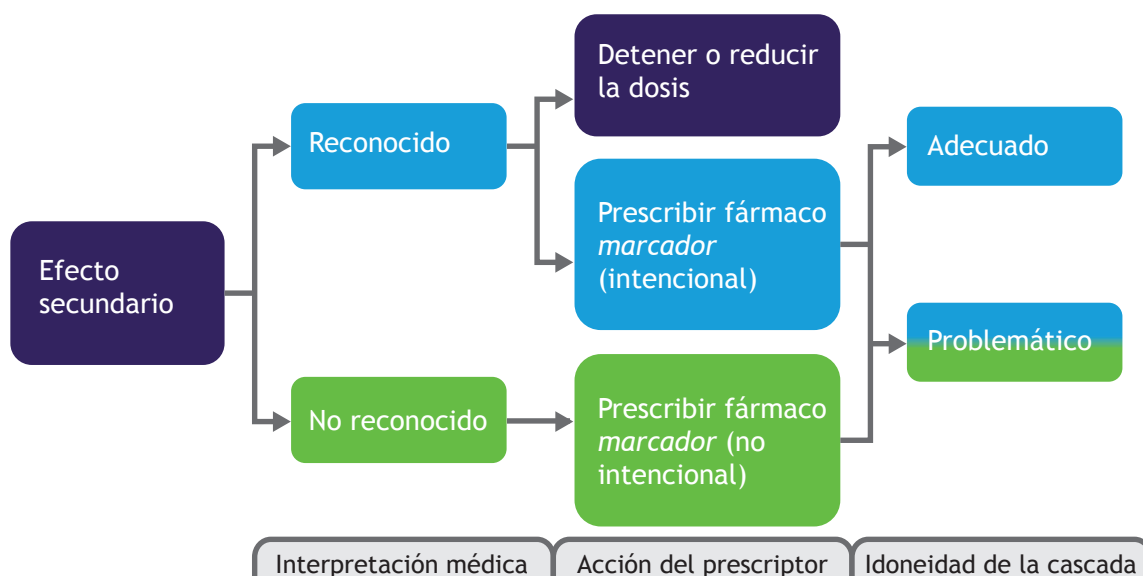 Efecto
secundario
Reconocido
No reconocido
Detener o reducir
la dosis
Prescribir fármaco
marcador
(intencional)
Prescribir fármaco
marcador (no
intencional)
Adecuado
Problemático
Interpretación médica
Acción del prescriptor
Idoneidad de la cascada